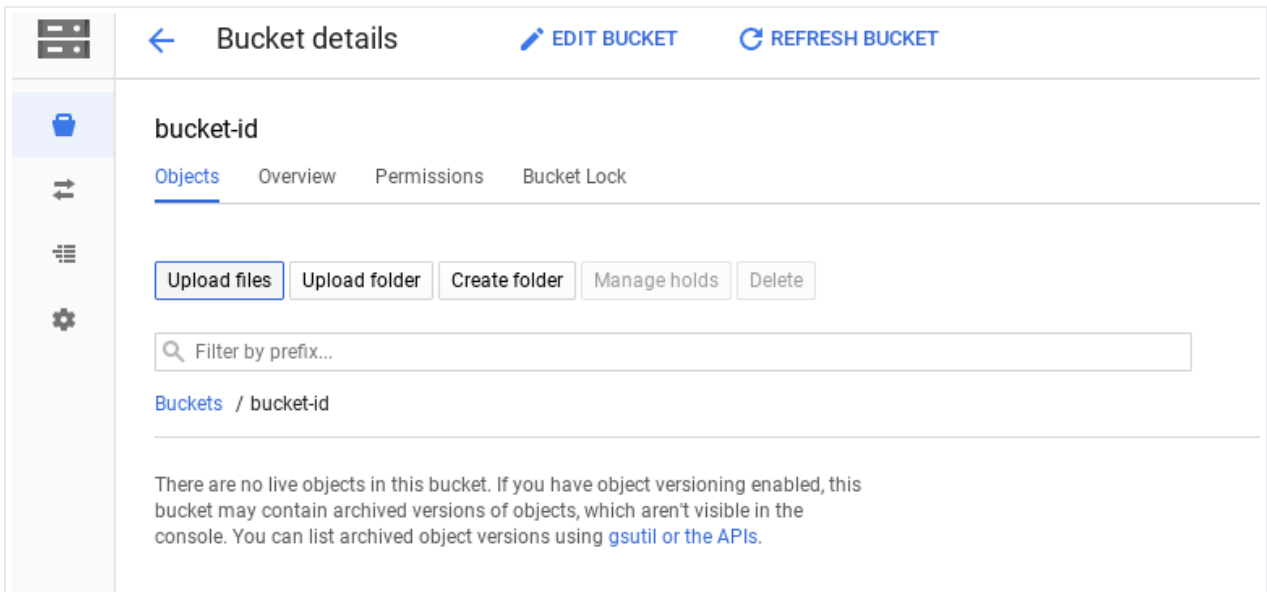 Bucket details EDIT BUCKET REFRESH BUCKET
bucket-id
Objects Overview Permissions Bucket Lock
Upload files Upload folder Create folder Manage holds Delete
Filter by prefix...
Buckets / bucket-id
There are no live objects in this bucket. If you have object versioning enabled, this
bucket may contain archived versions of objects, which aren't visible in the
console. You can list archived object versions using gsutil or the APIs.